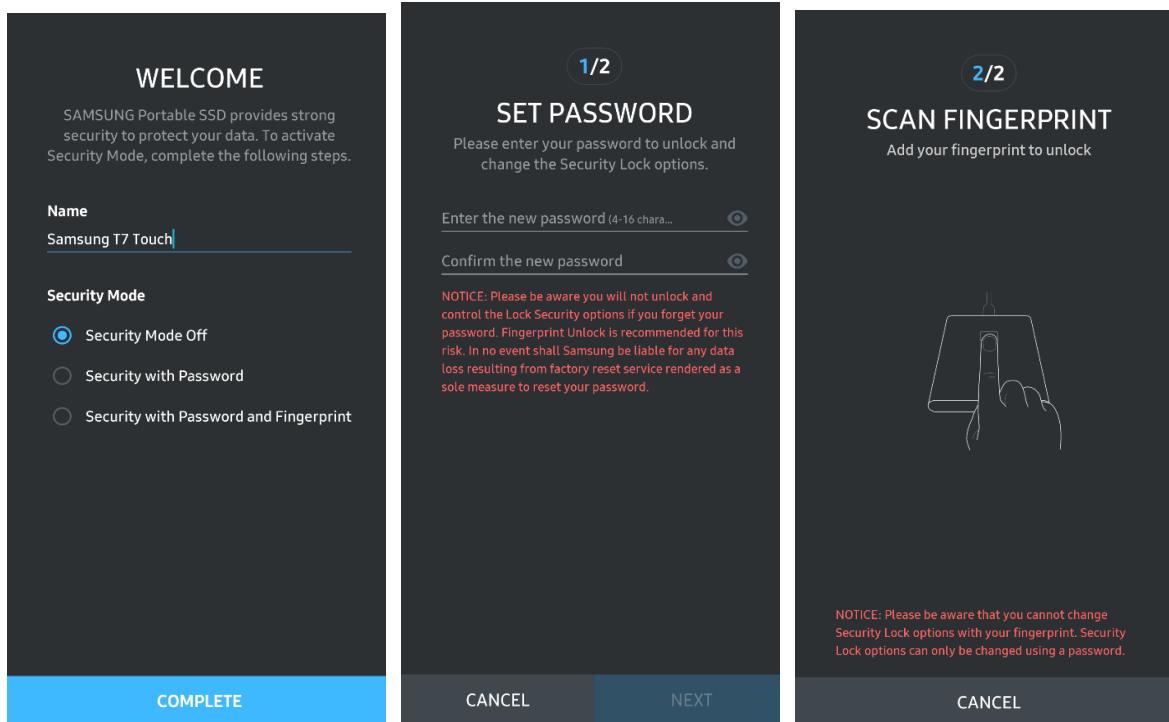 WELCOME
SAMSUNG Portable SSD provides strong
security to protect your data. To activate
Security Mode, complete the following steps.
Name
Samsung T7 Touch
Security Mode
Security Mode Off
Security with Password
Security with Password and Fingerprint
COMPLETE
1/2
SET PASSWORD
Please enter your password to unlock and
change the Security Lock options.
Enter the new password (4-16 chara...
Confirm the new password
NOTICE: Please be aware you will not unlock and
control the Lock Security options if you forget your
password. Fingerprint Unlock is recommended for this
risk. In no event shall Samsung be liable for any data
loss resulting from factory reset service rendered as a
sole measure to reset your password.
CANCEL
NEXT
2/2
SCAN FINGERPRINT
Add your fingerprint to unlock
NOTICE: Please be aware that you cannot change
Security Lock options with your fingerprint. Security
Lock options can only be changed using a password.
CANCEL